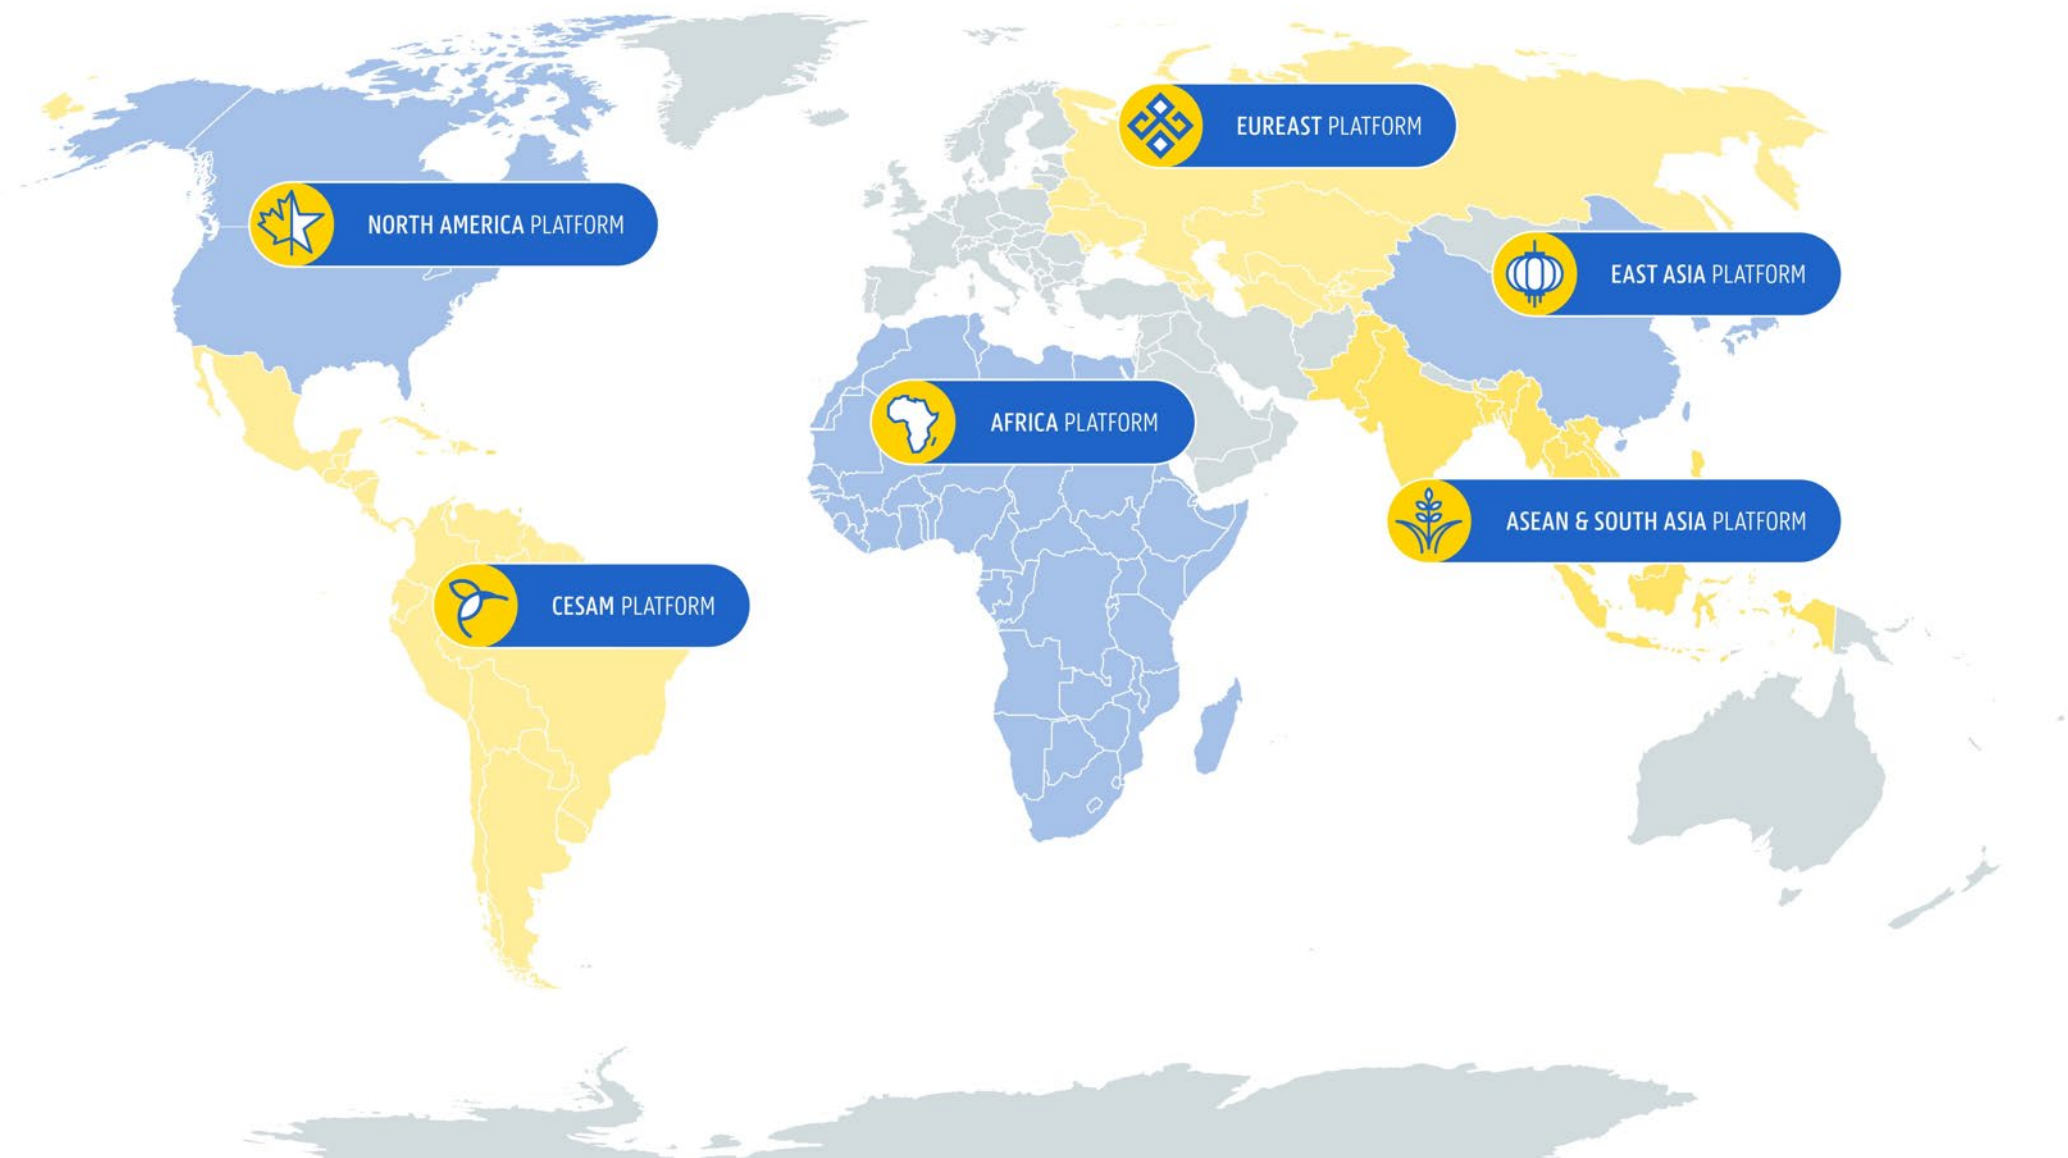 EUREAST PLATFORM
NORTH AMERICA PLATFORM
EAST ASIA PLATFORM
AFRICA PLATFORM
ASEAN & SOUTH ASIA PLATFORM
CESAM PLATFORM